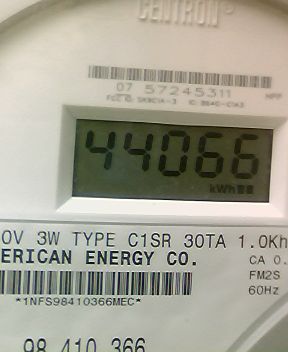 CENTRON®
07 57245311
44066
kWh
0V 3W TYPE C1SR 30TA 1.0Kh
ERICAN ENERGY CO.
CA 0.
FM2S
60Hz
*1NFS98410366MEC*
98 410 366